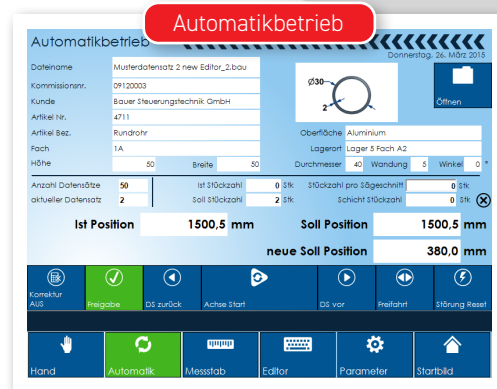 Automatikbetrieb
Automatikbetrieb
Donnerstag, 26. März 2015
Dateiname Musterdatensatz 2 new Editor_2.bau
Kommissionsnr. 09120003
Kunde Bauer Steuerungstechnik GmbH
Artikel Nr. 4711
Artikel Bez. Rundrohr
Fach 1A
Höhe 50 Breite 50
Ø30
2
Öffnen
Oberfläche Aluminium
Lagerort Lager 5 Fach A2
Durchmesser 40 Wandung 5 Winkel 0 °
Anzahl Datensätze 50 Ist Stückzahl 0 Stk Stückzahl pro Sägeschnitt 0 Stk
aktueller Datensatz 2 Soll Stückzahl 2 Stk Schicht Stückzahl 0 Stk
Ist Position 1500,5 mm Soll Position 1500,5 mm
neue Soll Position 380,0 mm
Korrektur AUS Freigabe DS zurück Achse Start DS vor Freifahrt Störung Reset
Hand Automatik Messstab Editor Parameter Startbild